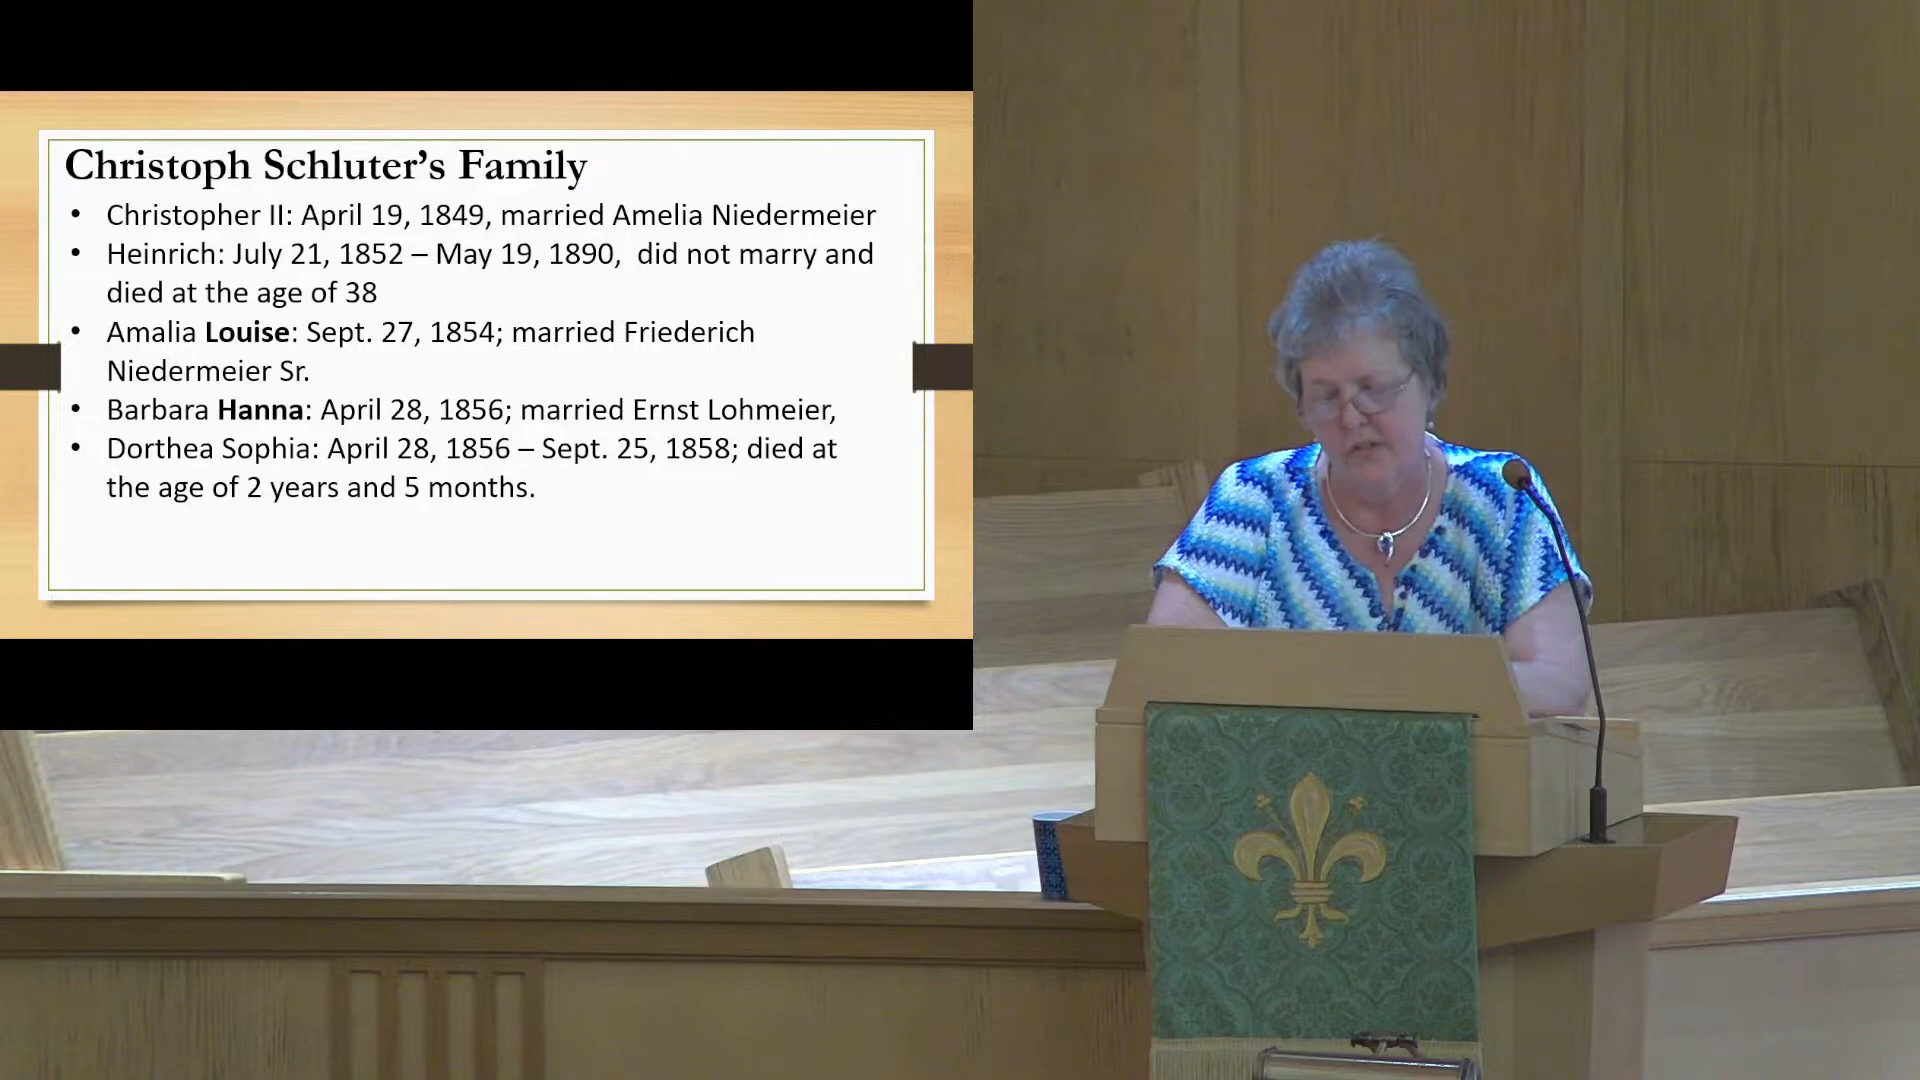 Christoph Schluter’s Family
• Christopher II: April 19, 1849, married Amelia Niedermeier
• Heinrich: July 21, 1852 – May 19, 1890,  did not marry and
died at the age of 38
• Amalia Louise: Sept. 27, 1854; married Friederich
Niedermeier Sr.
• Barbara Hanna: April 28, 1856; married Ernst Lohmeier,
• Dorthea Sophia: April 28, 1856 – Sept. 25, 1858; died at
the age of 2 years and 5 months.